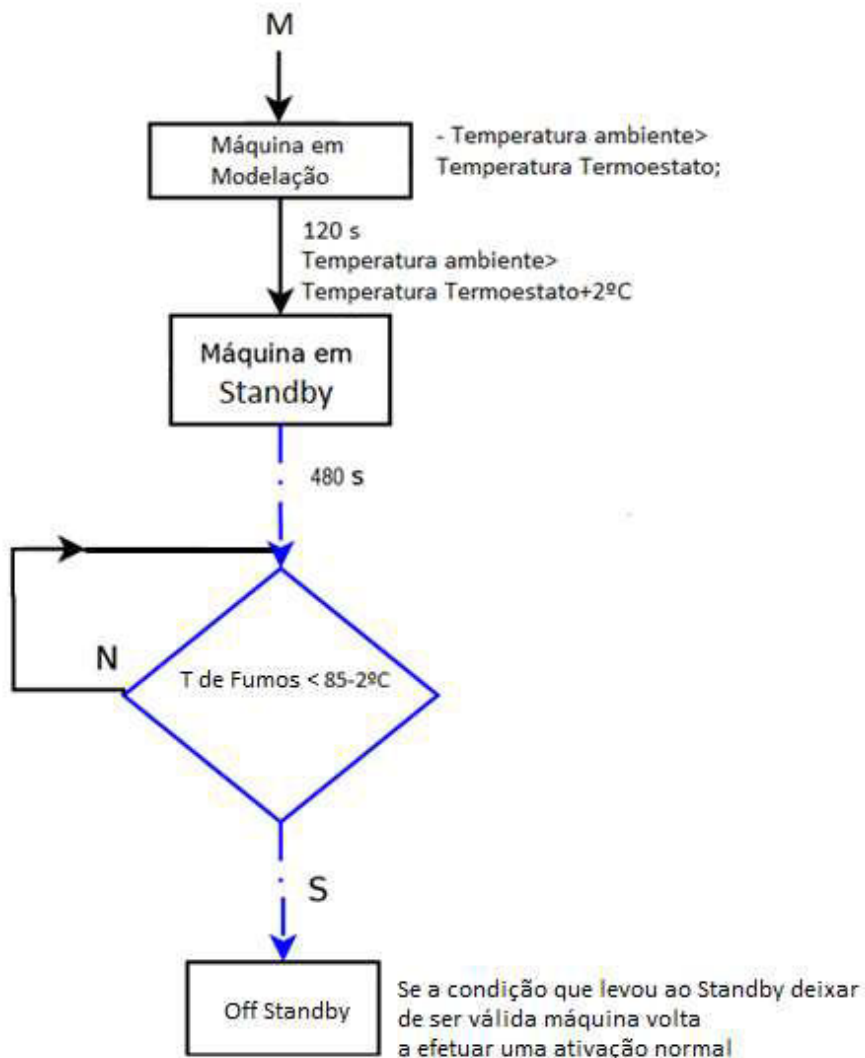 M
Máquina em
Modelação
- Temperatura ambiente>
Temperatura Termoestato;
120 s
Temperatura ambiente>
Temperatura Termoestato+2ºC
Máquina em
Standby
480 s
N
T de Fumos < 85-2ºC
S
Off Standby
Se a condição que levou ao Standby deixar
de ser válida máquina volta
a efetuar uma ativação normal